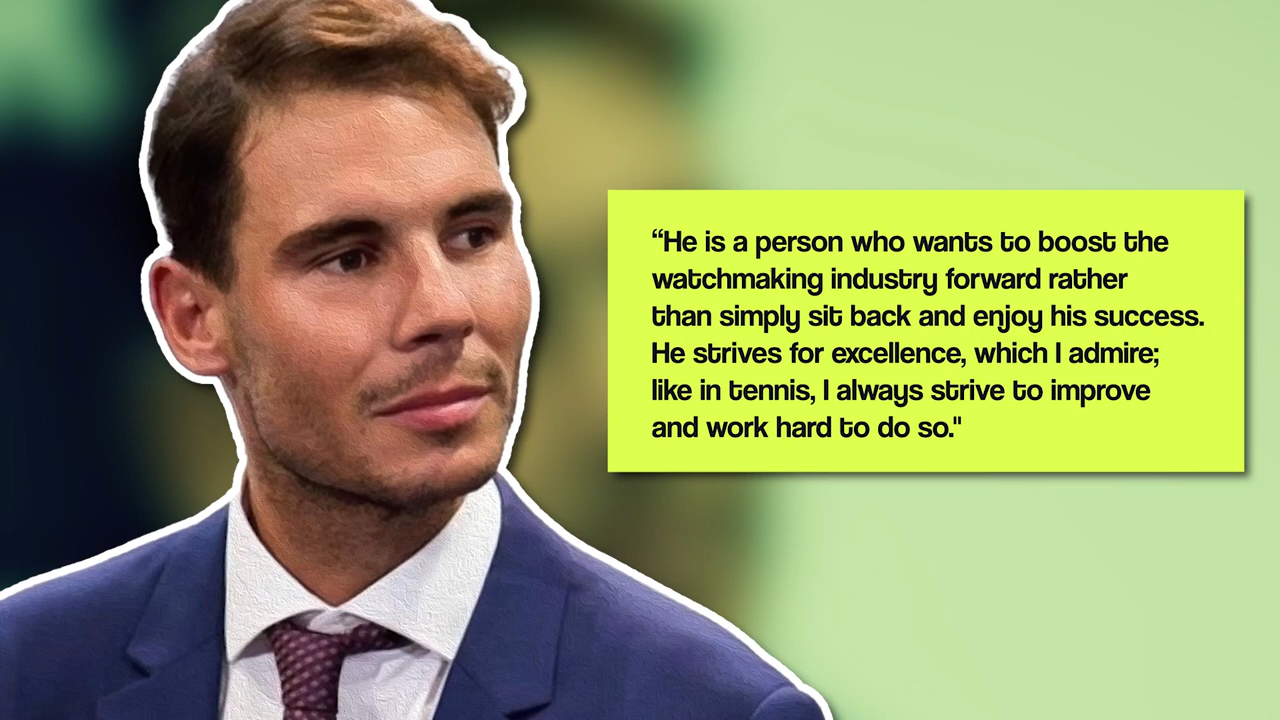 “He is a person who wants to boost the
watchmaking industry forward rather
than simply sit back and enjoy his success.
He strives for excellence, which I admire;
like in tennis, I always strive to improve
and work hard to do so."